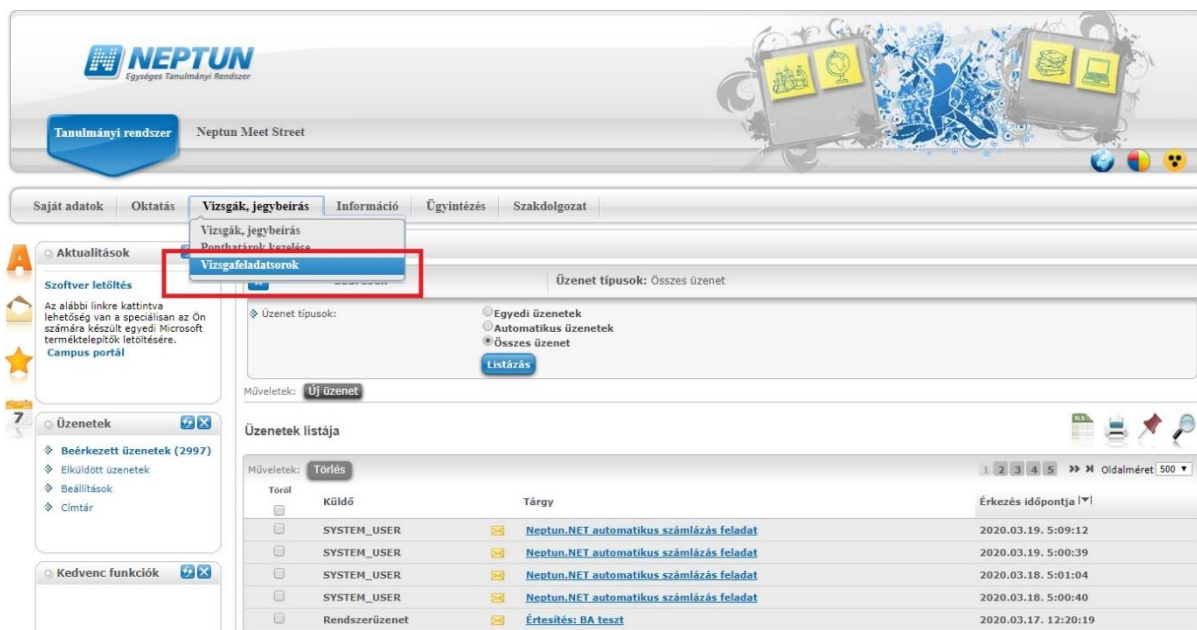 NEPTUN
Egységes Tanulmányi Rendszer
Tanulmányi rendszer
Neptun Meet Street
Saját adatok Oktatás Vizsgák, jegybeírás Információ Ügyintézés Szakdolgozat
Vizsgák, jegybeírás
Ponthatárok kezelése
Vizsgafeladatsorok
Aktualitások
Szoftver letöltés
Az alábbi linkre kattintva
lehetőség van a speciálisan az Ön
számára készült egyedi Microsoft
terméktelepítők letöltésére.
Campus portál
7
Üzenetek
Beérkezett üzenetek (2997)
Elküldött üzenetek
Beállítások
Címtár
Kedvenc funkciók
Szűrések Üzenet típusok: Összes üzenet
Üzenet típusok:
Egyedi üzenetek
Automatikus üzenetek
Összes üzenet
Listázás
Műveletek: Új üzenet
Üzenetek listája
Műveletek: Törlés 1 2 3 4 5 Oldalméret 500
Töröl Küldő Tárgy Érkezés időpontja
SYSTEM_USER Neptun.NET automatikus számlázás feladat 2020.03.19. 5:09:12
SYSTEM_USER Neptun.NET automatikus számlázás feladat 2020.03.19. 5:00:39
SYSTEM_USER Neptun.NET automatikus számlázás feladat 2020.03.18. 5:01:04
SYSTEM_USER Neptun.NET automatikus számlázás feladat 2020.03.18. 5:00:40
Rendszerüzenet Értesítés: BA teszt 2020.03.17. 12:20:19